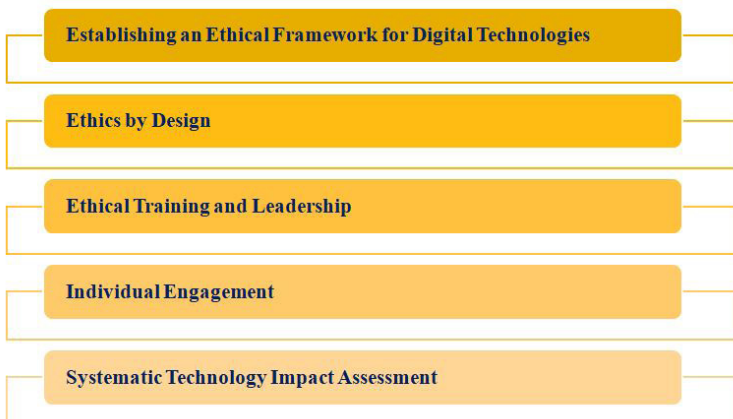 Establishing an Ethical Framework for Digital Technologies
Ethics by Design
Ethical Training and Leadership
Individual Engagement
Systematic Technology Impact Assessment